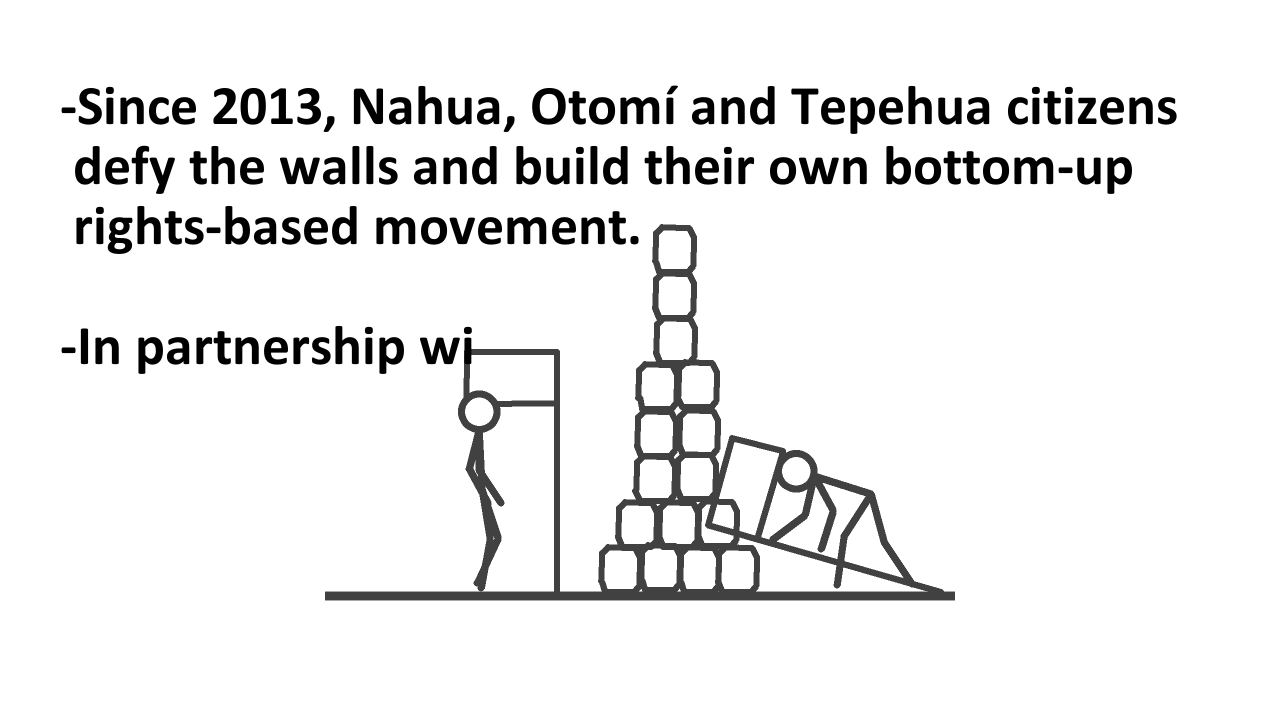 -Since 2013, Nahua, Otomí and Tepehua citizens
defy the walls and build their own bottom-up
rights-based movement.
-In partnership wi